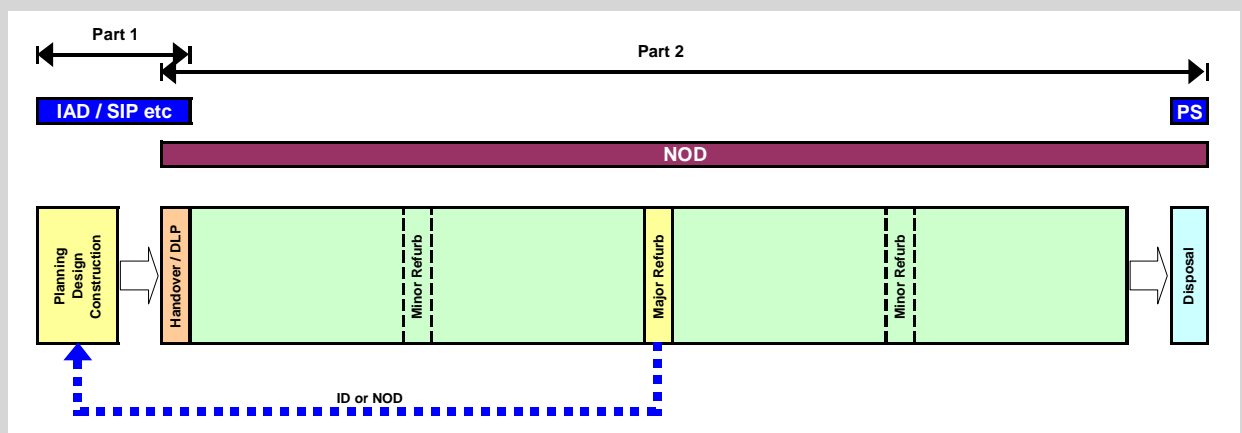 Part 1
Part 2
IAD / SIP etc
PS
NOD
Planning
Design
Construction
Handover / DLP
Minor Refurb
Major Refurb
Minor Refurb
Disposal
ID or NOD